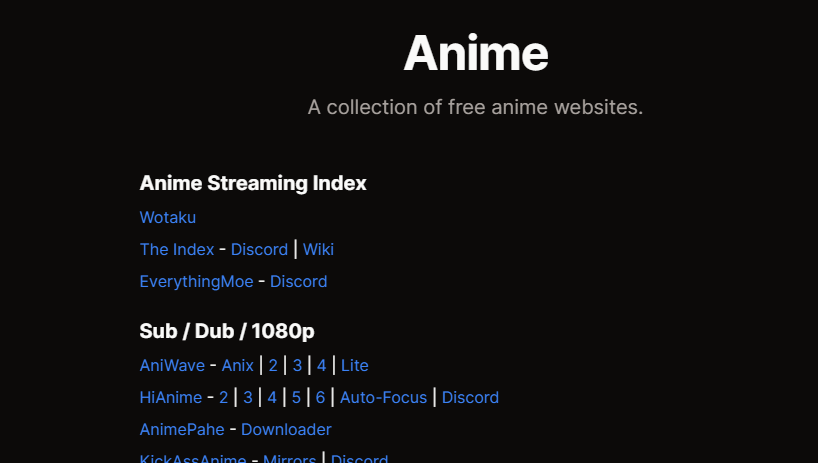 Anime
A collection of free anime websites.
Anime Streaming Index
Wotaku
The Index - Discord | Wiki
EverythingMoe - Discord
Sub / Dub / 1080p
AniWave - Anix | 2 | 3 | 4 | Lite
HiAnime - 2 | 3 | 4 | 5 | 6 | Auto-Focus | Discord
AnimePahe - Downloader
KickAssAnime - Mirrors | Discord